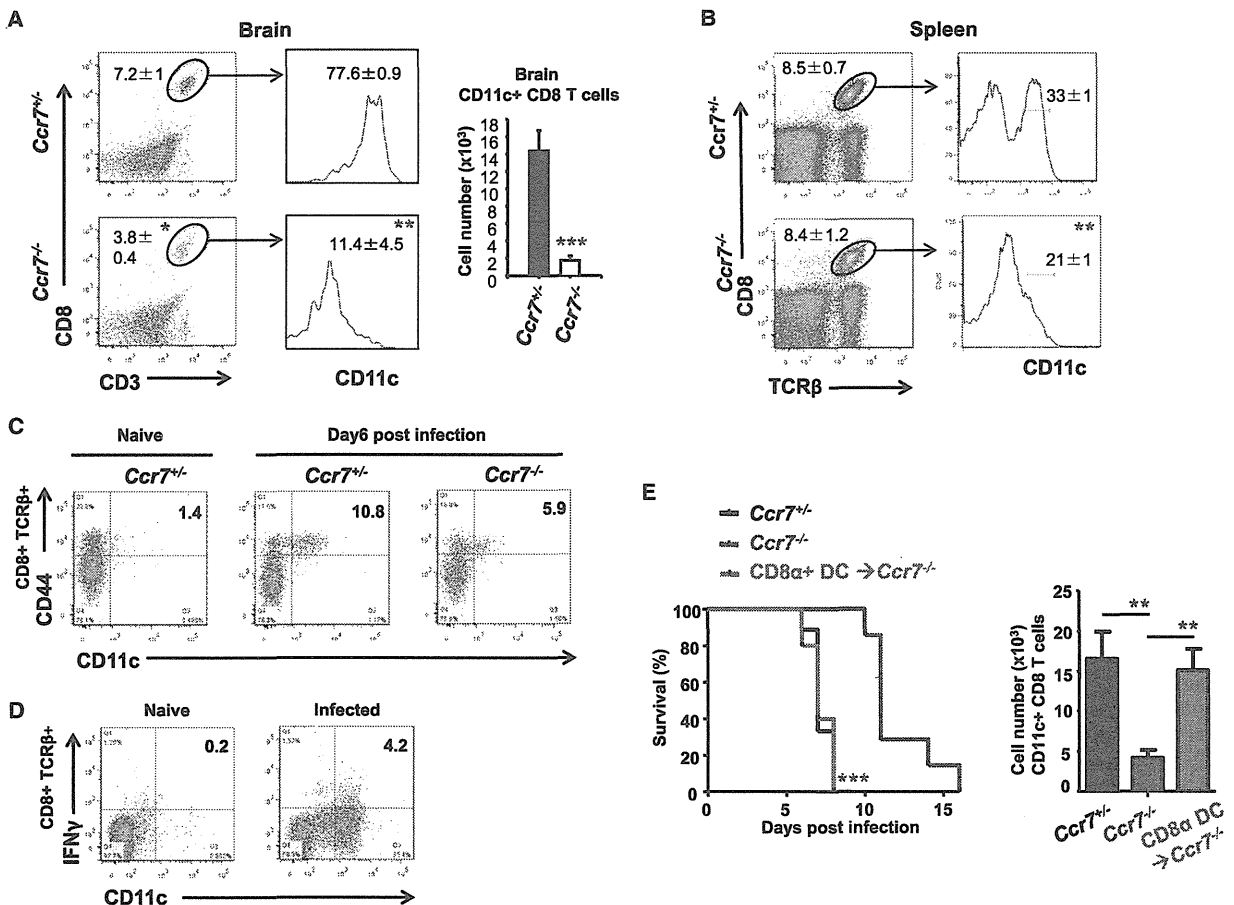 A
Brain
Ccr7+/-
7.2±1
77.6±0.9
Ccr7-/-
3.8±
0.4
*
**
11.4±4.5
CD8
CD3
CD11c
Brain
CD11c+ CD8 T cells
Cell number (x10³)
18
16
14
12
10
8
6
4
2
0
***
Ccr7+/-
Ccr7-/-
B
Spleen
Ccr7+/-
8.5±0.7
33±1
Ccr7-/-
8.4±1.2
**
21±1
CD8
TCRβ
CD11c
C
Naive
Day6 post infection
Ccr7+/-
Ccr7+/-
Ccr7-/-
1.4
10.8
5.9
CD8+ TCRβ+
CD44
CD11c
D
Naive
Infected
0.2
4.2
CD8+ TCRβ+
IFNγ
CD11c
E
Ccr7+/-
Ccr7-/-
CD8α+ DC →Ccr7-/-
Survival (%)
100
80
60
40
20
0
***
0 5 10 15
Days post infection
Cell number (x10³)
CD11c+ CD8 T cells
25
20
15
10
5
0
**
**
Ccr7+/-
Ccr7-/-
CD8α DC
→Ccr7-/-